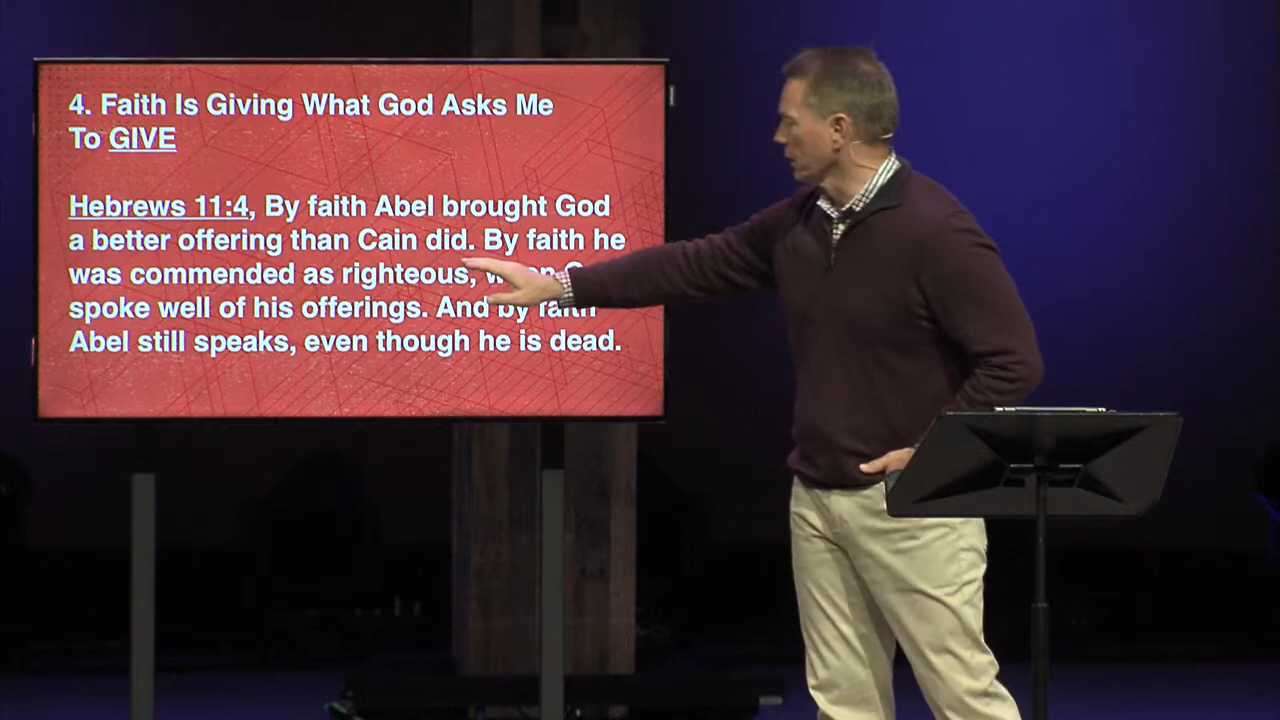 4. Faith Is Giving What God Asks Me
To GIVE
Hebrews 11:4, By faith Abel brought God
a better offering than Cain did. By faith he
was commended as righteous,
spoke well of his offerings. And by faith
Abel still speaks, even though he is dead.